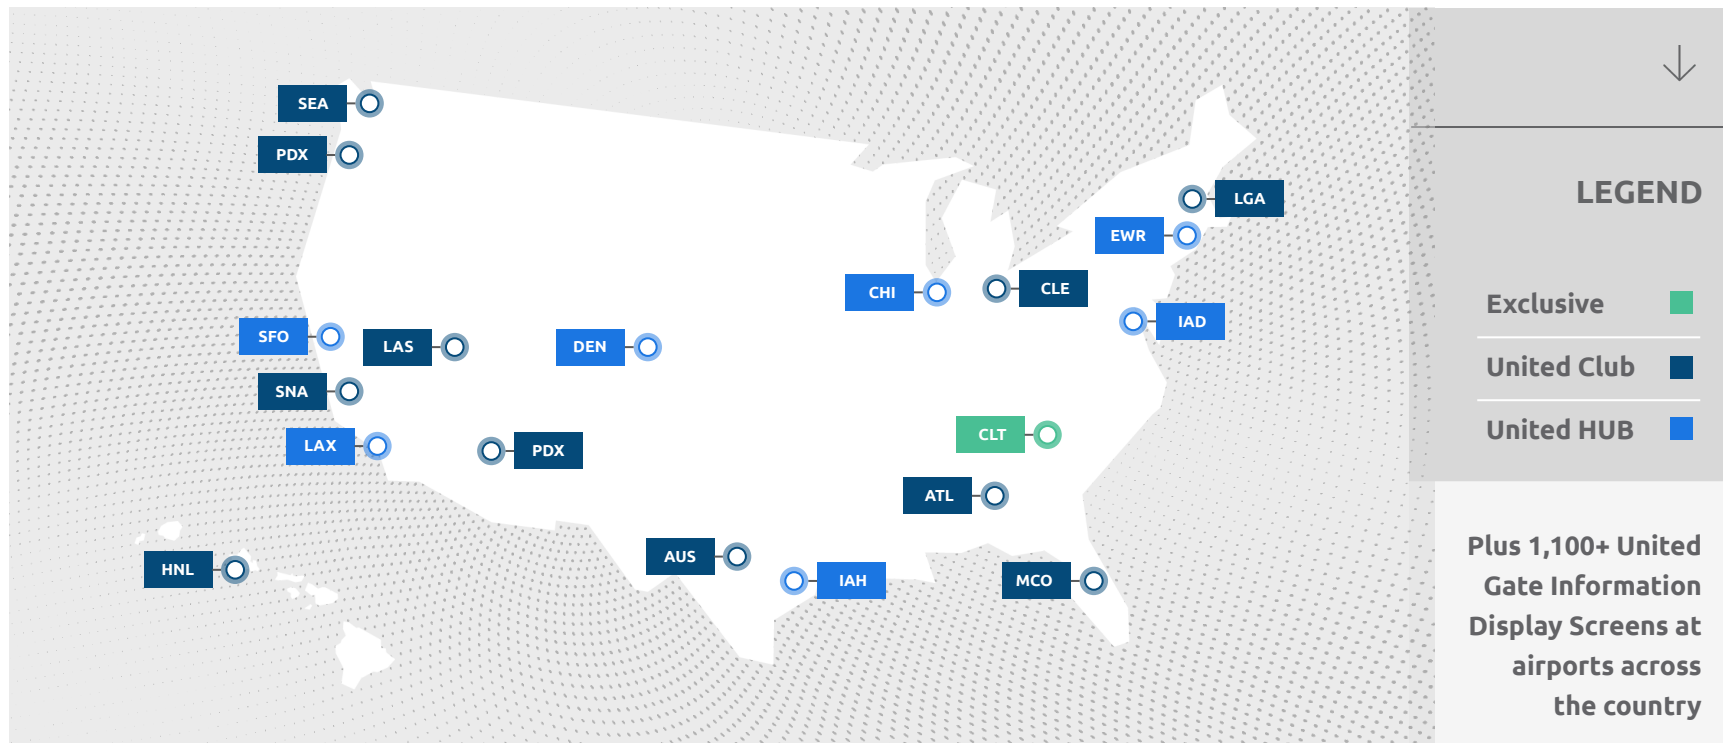 SEA
PDX
LGA
EWR
CHI
CLE
IAD
SFO
LAS
DEN
SNA
LAX
PDX
CLT
ATL
AUS
HNL
IAH
MCO
LEGEND
Exclusive
United Club
United HUB
Plus 1,100+ United
Gate Information
Display Screens at
airports across
the country